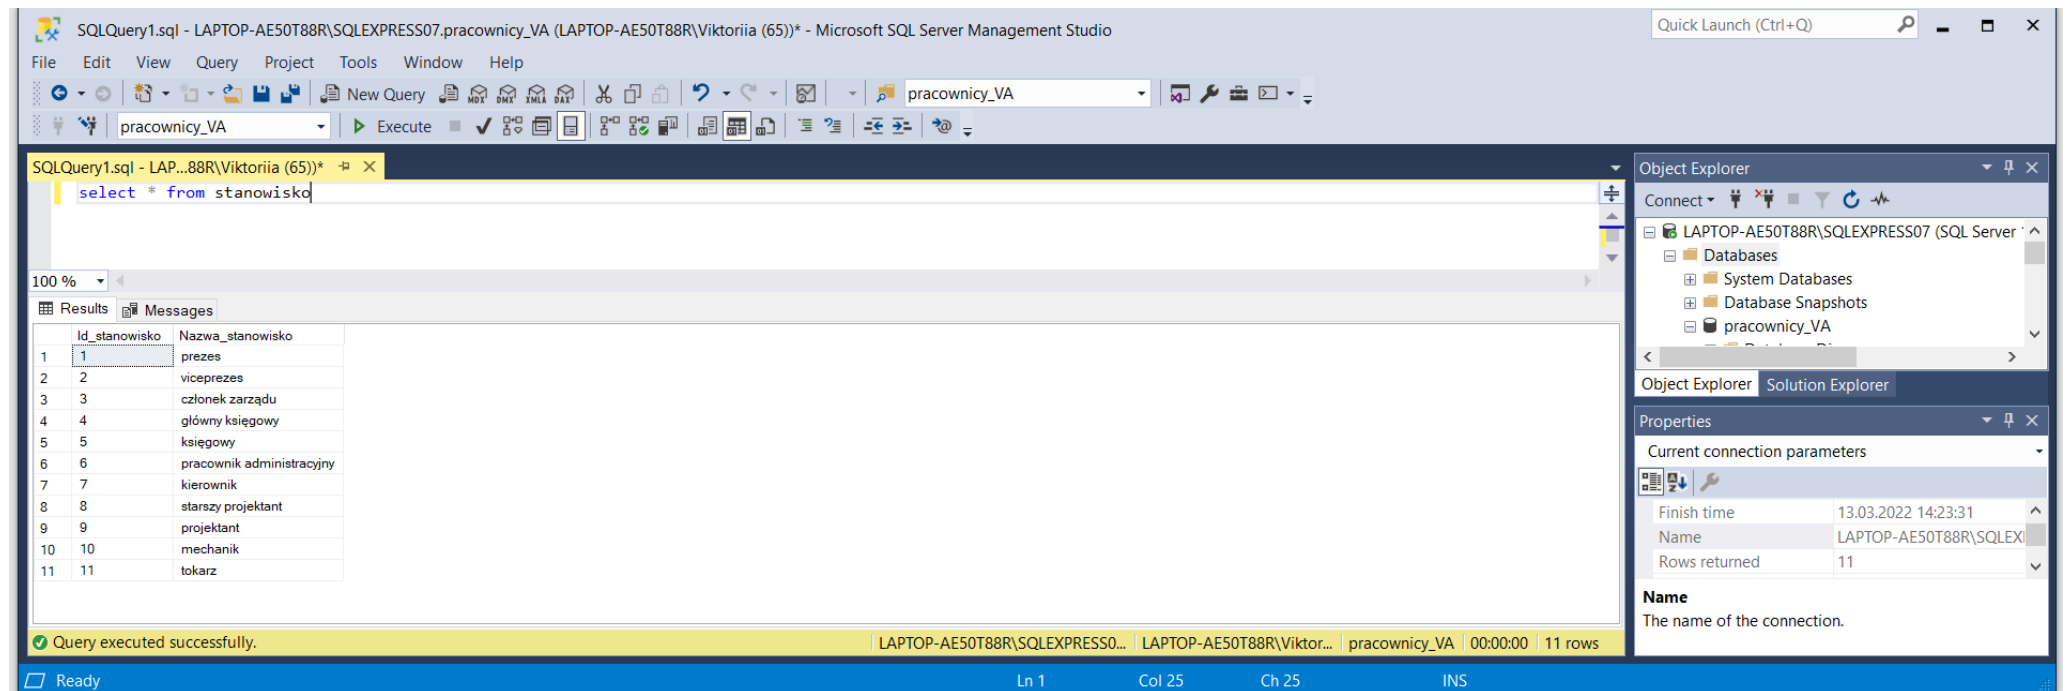 SQLQuery1.sql - LAPTOP-AE50T88R\SQLEXPRESS07.pracownicy_VA (LAPTOP-AE50T88R\Viktoriia (65))* - Microsoft SQL Server Management Studio
Quick Launch (Ctrl+Q)
File Edit View Query Project Tools Window Help
New Query MDX DMX XMLA DAX pracownicy_VA
pracownicy_VA Execute
SQLQuery1.sql - LAP...88R\Viktoriia (65))*
select * from stanowisko
100 %
Results Messages
Id_stanowisko Nazwa_stanowisko
1 1 prezes
2 2 viceprezes
3 3 członek zarządu
4 4 główny księgowy
5 5 księgowy
6 6 pracownik administracyjny
7 7 kierownik
8 8 starszy projektant
9 9 projektant
10 10 mechanik
11 11 tokarz
Query executed successfully. LAPTOP-AE50T88R\SQLEXPRESS0... LAPTOP-AE50T88R\Viktor... pracownicy_VA 00:00:00 11 rows
Object Explorer
Connect
LAPTOP-AE50T88R\SQLEXPRESS07 (SQL Server
Databases
System Databases
Database Snapshots
pracownicy_VA
Object Explorer Solution Explorer
Properties
Current connection parameters
Finish time 13.03.2022 14:23:31
Name LAPTOP-AE50T88R\SQLEX
Rows returned 11
Name
The name of the connection.
Ready Ln 1 Col 25 Ch 25 INS